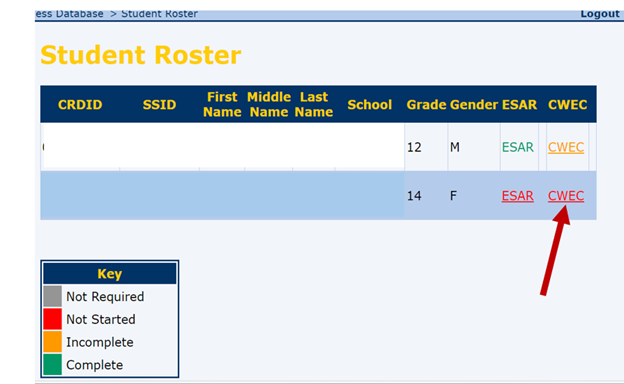 ess Database > Student Roster Logout
Student Roster
CRDID SSID First Name Middle Name Last Name School Grade Gender ESAR CWEC
12 M ESAR CWEC
14 F ESAR CWEC
Key
Not Required
Not Started
Incomplete
Complete